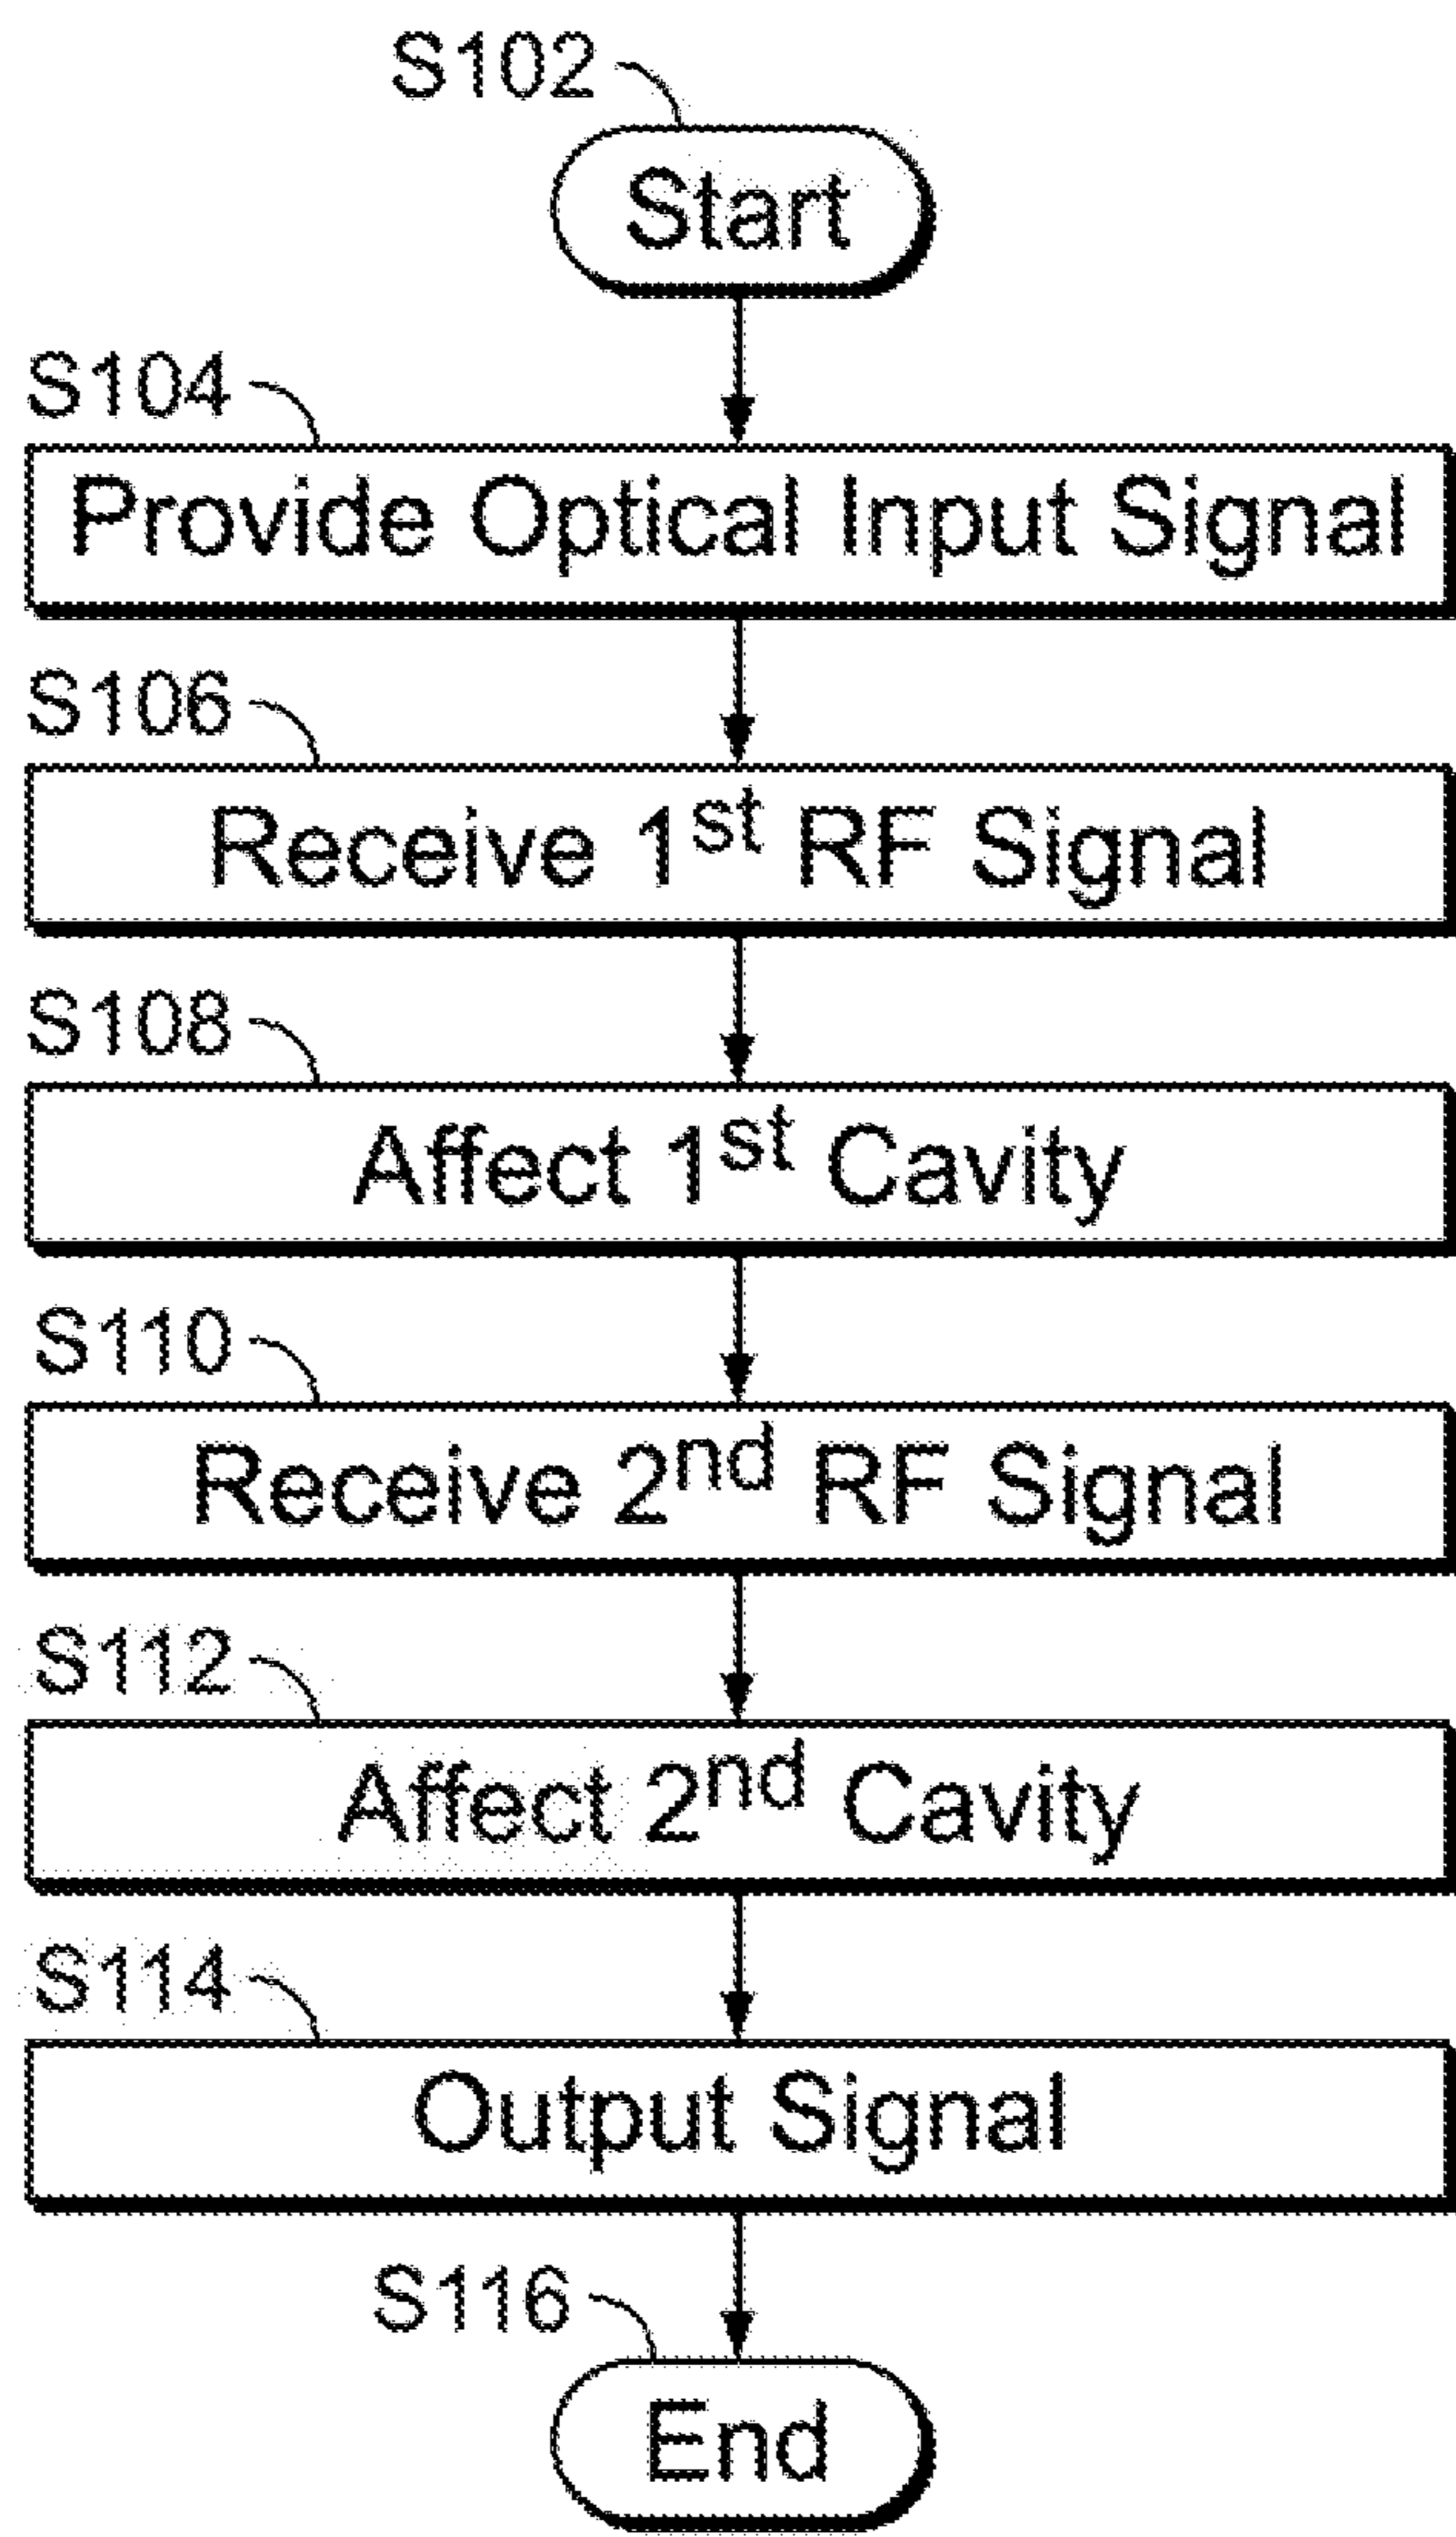 S102
Start
S104
Provide Optical Input Signal
S106
Receive 1st RF Signal
S108
Affect 1st Cavity
S110
Receive 2nd RF Signal
S112
Affect 2nd Cavity
S114
Output Signal
S116
End